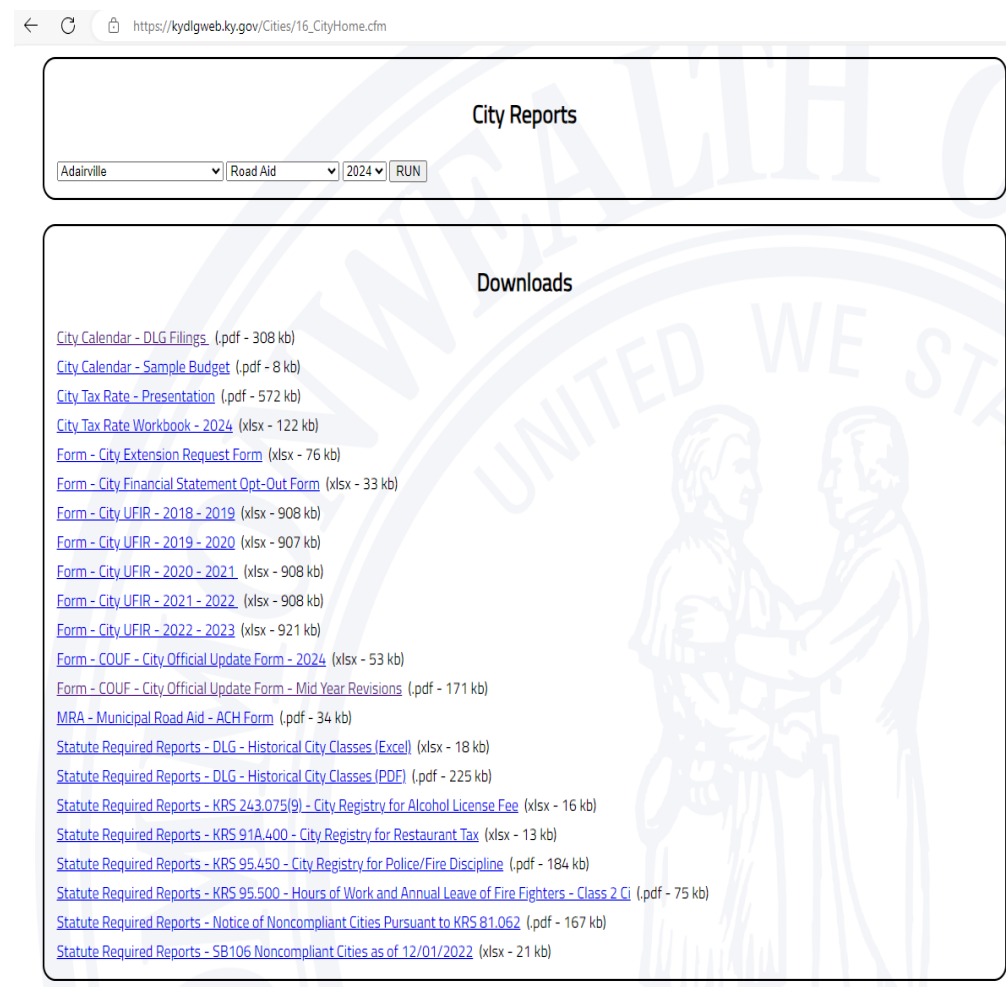 https://kydlgweb.ky.gov/Cities/16_CityHome.cfm
City Reports
Adairville Road Aid 2024 RUN
Downloads
City Calendar - DLG Filings (.pdf - 308 kb)
City Calendar - Sample Budget (.pdf - 8 kb)
City Tax Rate - Presentation (.pdf - 572 kb)
City Tax Rate Workbook - 2024 (xlsx - 122 kb)
Form - City Extension Request Form (xlsx - 76 kb)
Form - City Financial Statement Opt-Out Form (xlsx - 33 kb)
Form - City UFIR - 2018 - 2019 (xlsx - 908 kb)
Form - City UFIR - 2019 - 2020 (xlsx - 907 kb)
Form - City UFIR - 2020 - 2021 (xlsx - 908 kb)
Form - City UFIR - 2021 - 2022 (xlsx - 908 kb)
Form - City UFIR - 2022 - 2023 (xlsx - 921 kb)
Form - COUF - City Official Update Form - 2024 (xlsx - 53 kb)
Form - COUF - City Official Update Form - Mid Year Revisions (.pdf - 171 kb)
MRA - Municipal Road Aid - ACH Form (.pdf - 34 kb)
Statute Required Reports - DLG - Historical City Classes (Excel) (xlsx - 18 kb)
Statute Required Reports - DLG - Historical City Classes (PDF) (.pdf - 225 kb)
Statute Required Reports - KRS 243.075(9) - City Registry for Alcohol License Fee (xlsx - 16 kb)
Statute Required Reports - KRS 91A.400 - City Registry for Restaurant Tax (xlsx - 13 kb)
Statute Required Reports - KRS 95.450 - City Registry for Police/Fire Discipline (.pdf - 184 kb)
Statute Required Reports - KRS 95.500 - Hours of Work and Annual Leave of Fire Fighters - Class 2 Ci (.pdf - 75 kb)
Statute Required Reports - Notice of Noncompliant Cities Pursuant to KRS 81.062 (.pdf - 167 kb)
Statute Required Reports - SB106 Noncompliant Cities as of 12/01/2022 (xlsx - 21 kb)
UNITED WE STA